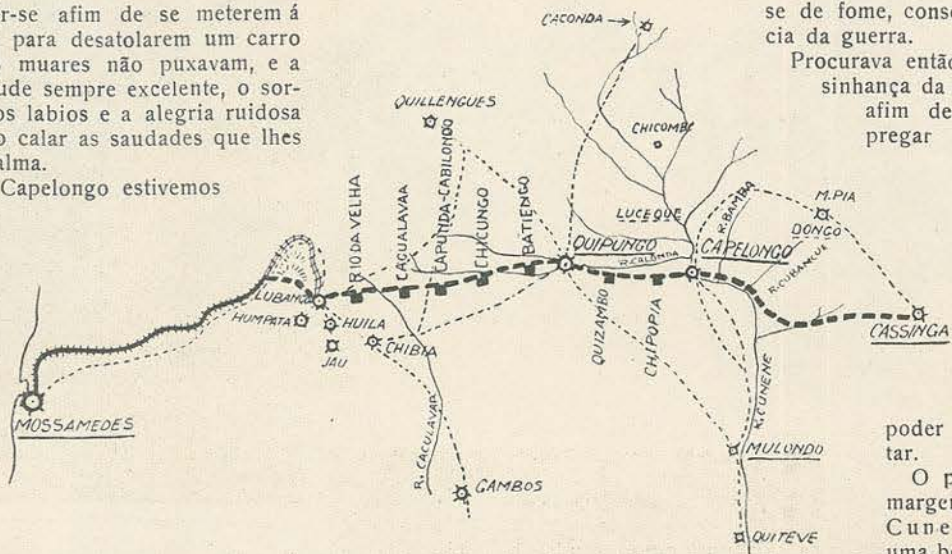 r-se afim de se meterem á
para desatolarem um carro
muares não puxavam, e a
ude sempre excelente, o sor-
os labios e a alegria ruidosa
o calar as saudades que lhes
alma.
Capelongo estivemos
se de fome, conse
cia da guerra.
Procurava então
sinhança da
afim de
pregar
CACONDA
QUILLENGUES
CHICOMBE
RIO DA VELHA
CACULAVAR
CAPUNDA-CABILONDO
CHICUNGO
BATIENGO
QUIPUNGO
LUCEQUE
R. CALONGA
R. BAMBA
CAPELONGO
M. PIA
DONGO
CASSINGA
LUBANGO
HUMPATA
HUILA
JAU
CHIBIA
QUIZAMBO
CHIPOPIA
MOSSAMEDES
R. CACULAVAR
GAMBOS
R. CUNENE
MULONDO
QUITEVE
poder
tar.
O p
marger
Cune
uma b